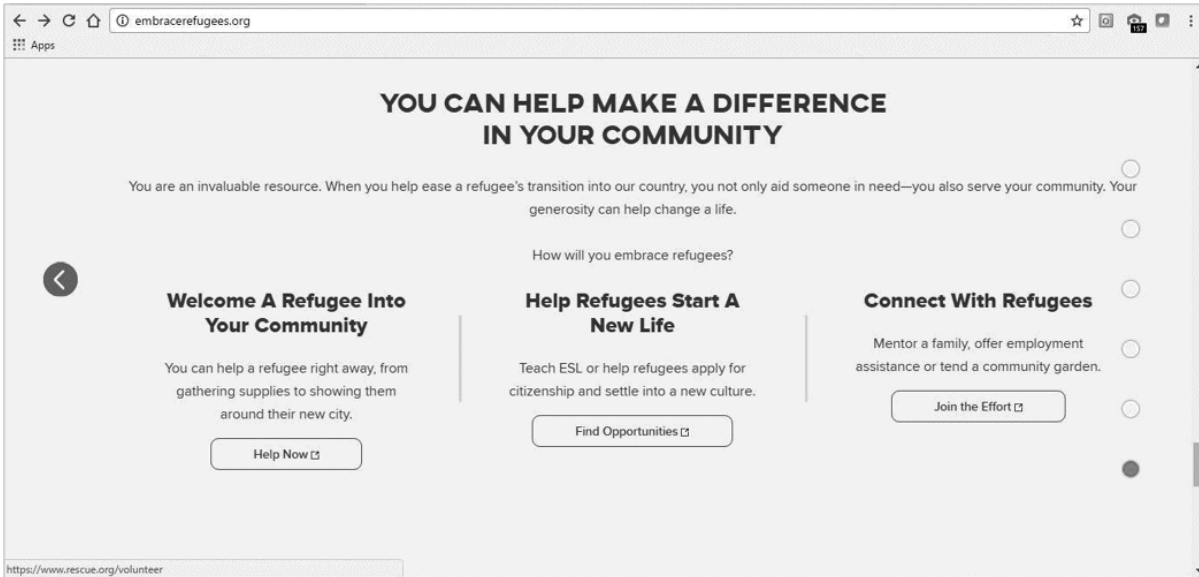 embracerefugees.org
157
Apps
YOU CAN HELP MAKE A DIFFERENCE
IN YOUR COMMUNITY
You are an invaluable resource. When you help ease a refugee's transition into our country, you not only aid someone in need—you also serve your community. Your
generosity can help change a life.
How will you embrace refugees?
Welcome A Refugee Into
Your Community
You can help a refugee right away, from
gathering supplies to showing them
around their new city.
Help Now
Help Refugees Start A
New Life
Teach ESL or help refugees apply for
citizenship and settle into a new culture.
Find Opportunities
Connect With Refugees
Mentor a family, offer employment
assistance or tend a community garden.
Join the Effort
https://www.rescue.org/volunteer